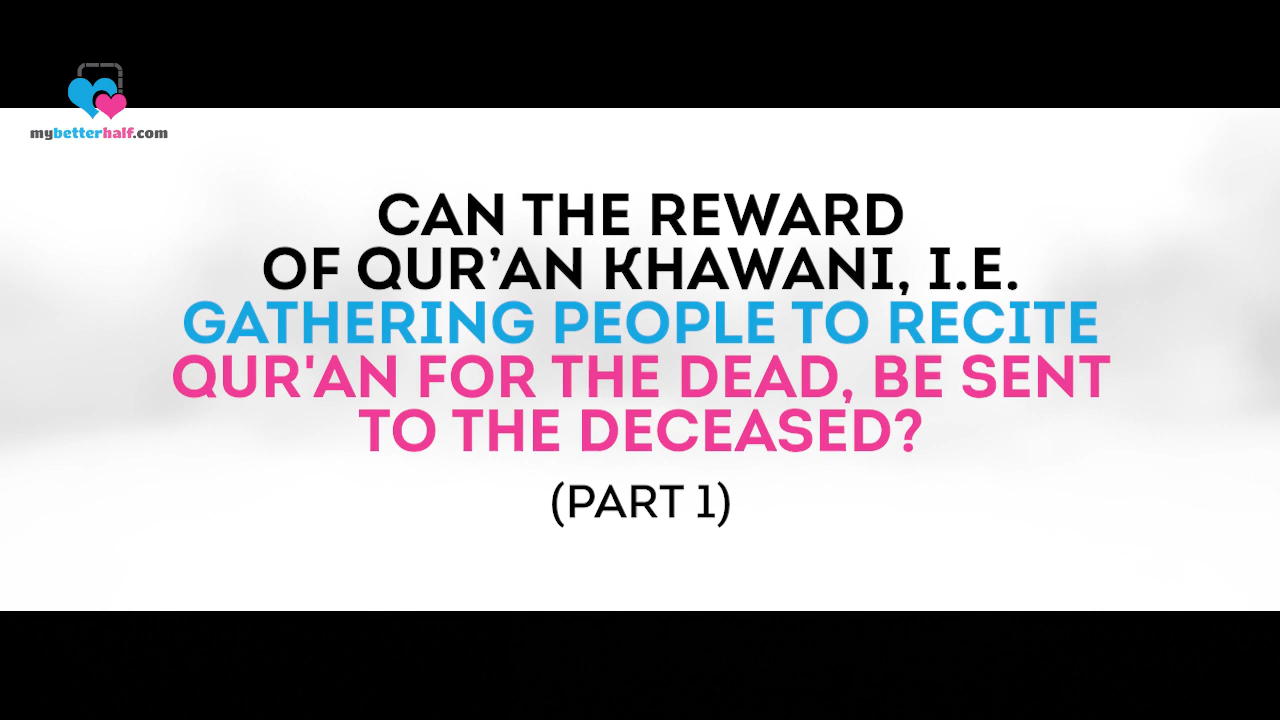 mybetterhalf.com
CAN THE REWARD
OF QUR’AN KHAWANI, I.E.
GATHERING PEOPLE TO RECITE
QUR'AN FOR THE DEAD, BE SENT
TO THE DECEASED?
(PART 1)